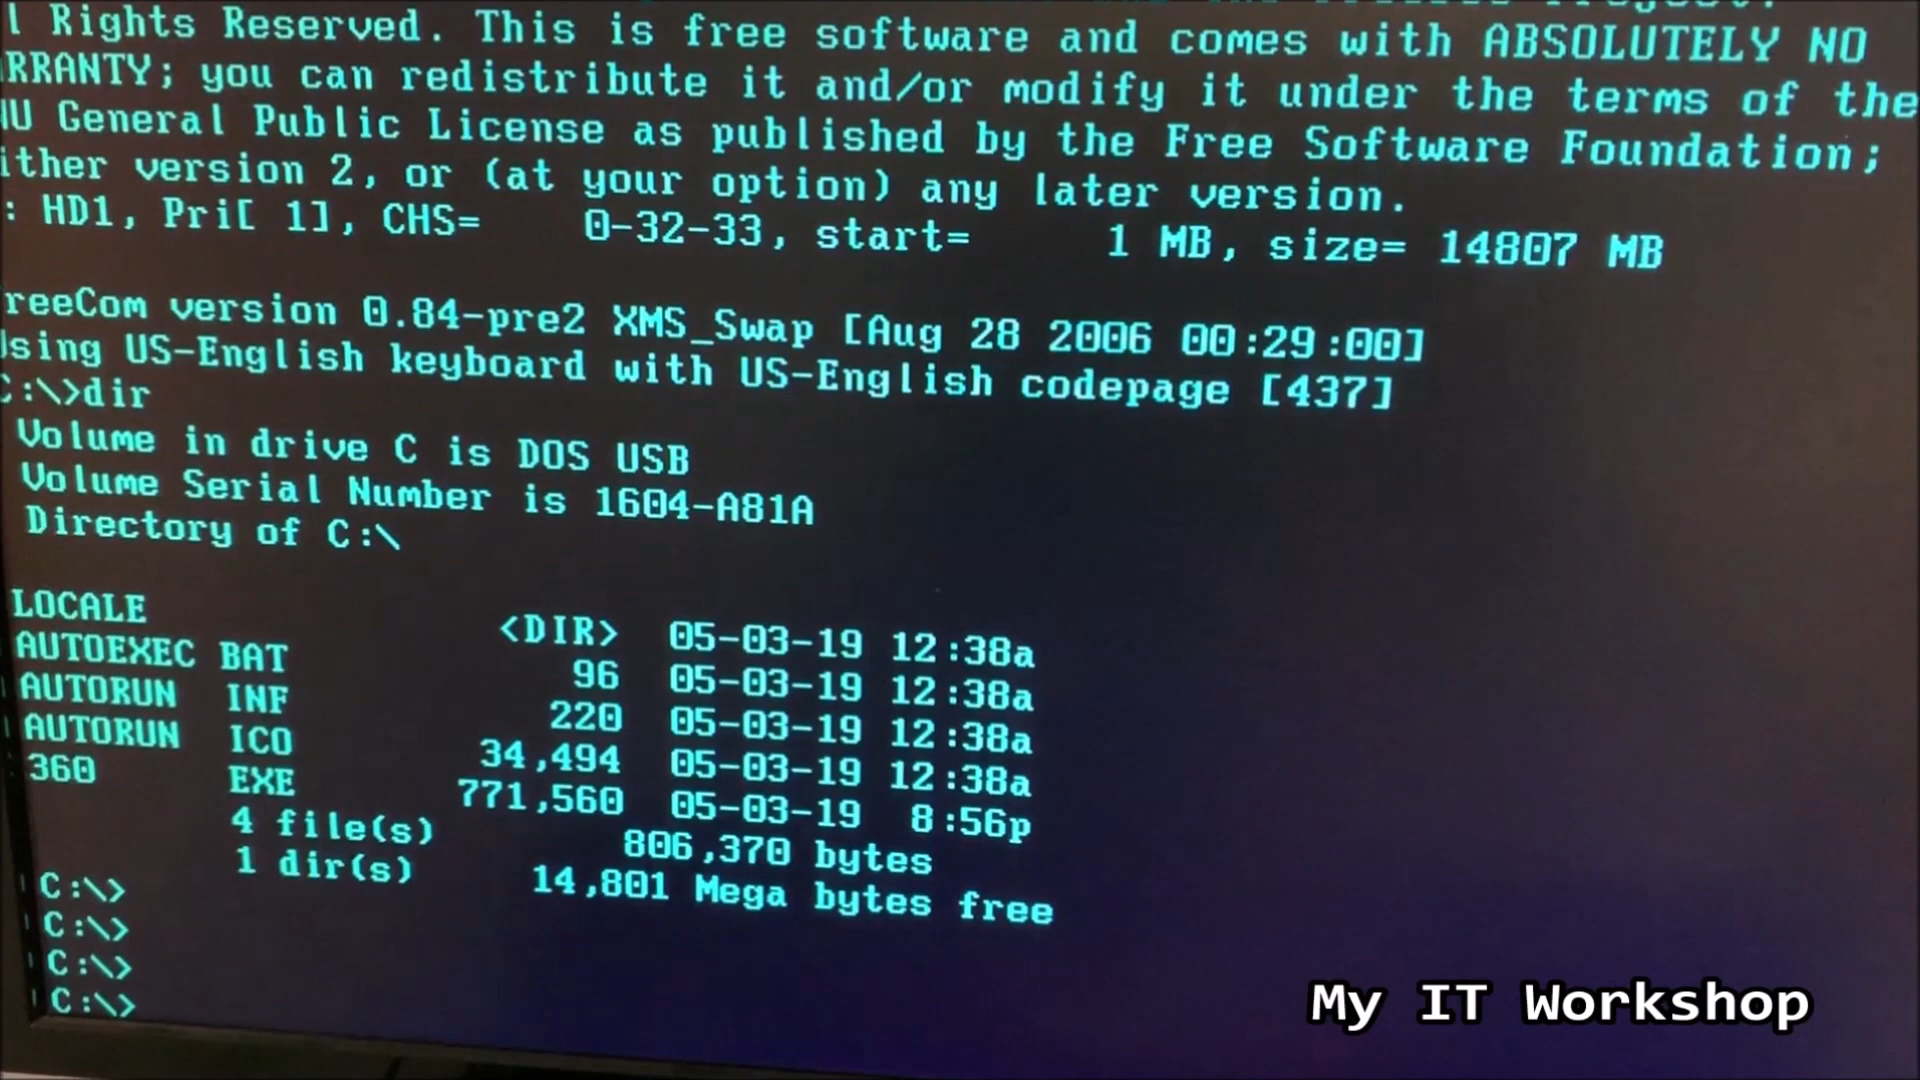 l Rights Reserved. This is free software and comes with ABSOLUTELY NO
RRANTY; you can redistribute it and/or modify it under the terms of the
NU General Public License as published by the Free Software Foundation;
ither version 2, or (at your option) any later version.
: HD1, Pri[ 1], CHS=    0-32-33, start=      1 MB, size= 14807 MB
reeCom version 0.84-pre2 XMS_Swap [Aug 28 2006 00:29:00]
Using US-English keyboard with US-English codepage [437]
C:\>dir
Volume in drive C is DOS USB
Volume Serial Number is 1604-A81A
Directory of C:\
LOCALE <DIR> 05-03-19 12:38a
AUTOEXEC BAT 96 05-03-19 12:38a
AUTORUN INF 220 05-03-19 12:38a
AUTORUN ICO 34,494 05-03-19 12:38a
360 EXE 771,560 05-03-19 8:56p
4 file(s) 806,370 bytes
1 dir(s) 14,801 Mega bytes free
C:\>
C:\>
C:\>
C:\>
My IT Workshop